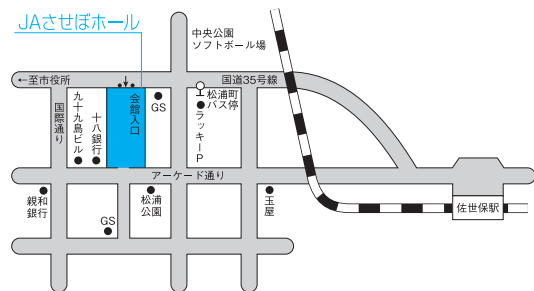 JAさせぼホール
中央公園
ソフトボール場
←至市役所
国道35号線
国際通り
九十九島ビル
十八銀行
会館入口
GS
松浦町
バス停
ラッキーP
アーケード通り
親和
銀行
GS
松浦
公園
玉屋
佐世保駅